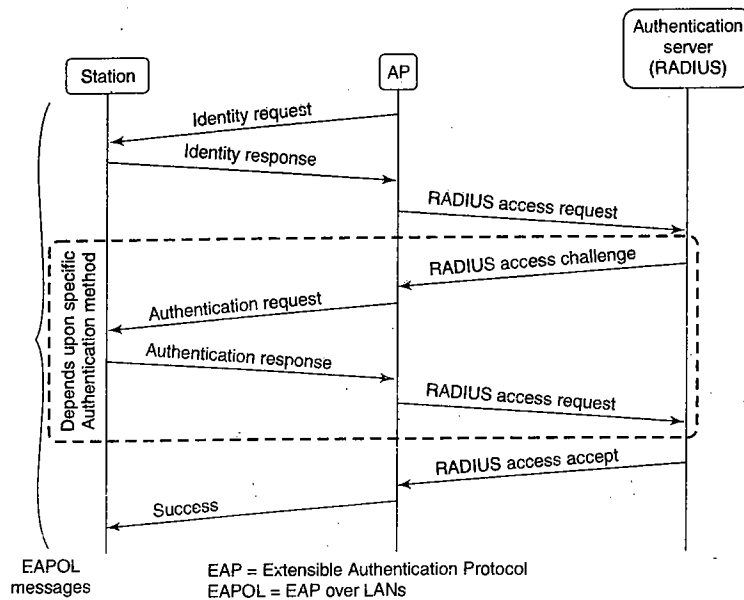 Authentication
server
(RADIUS)
Station
AP
Identity request
Identity response
RADIUS access request
RADIUS access challenge
Authentication request
Authentication response
RADIUS access request
Depends upon specific
Authentication method
RADIUS access accept
Success
EAPOL
messages
EAP = Extensible Authentication Protocol
EAPOL = EAP over LANs